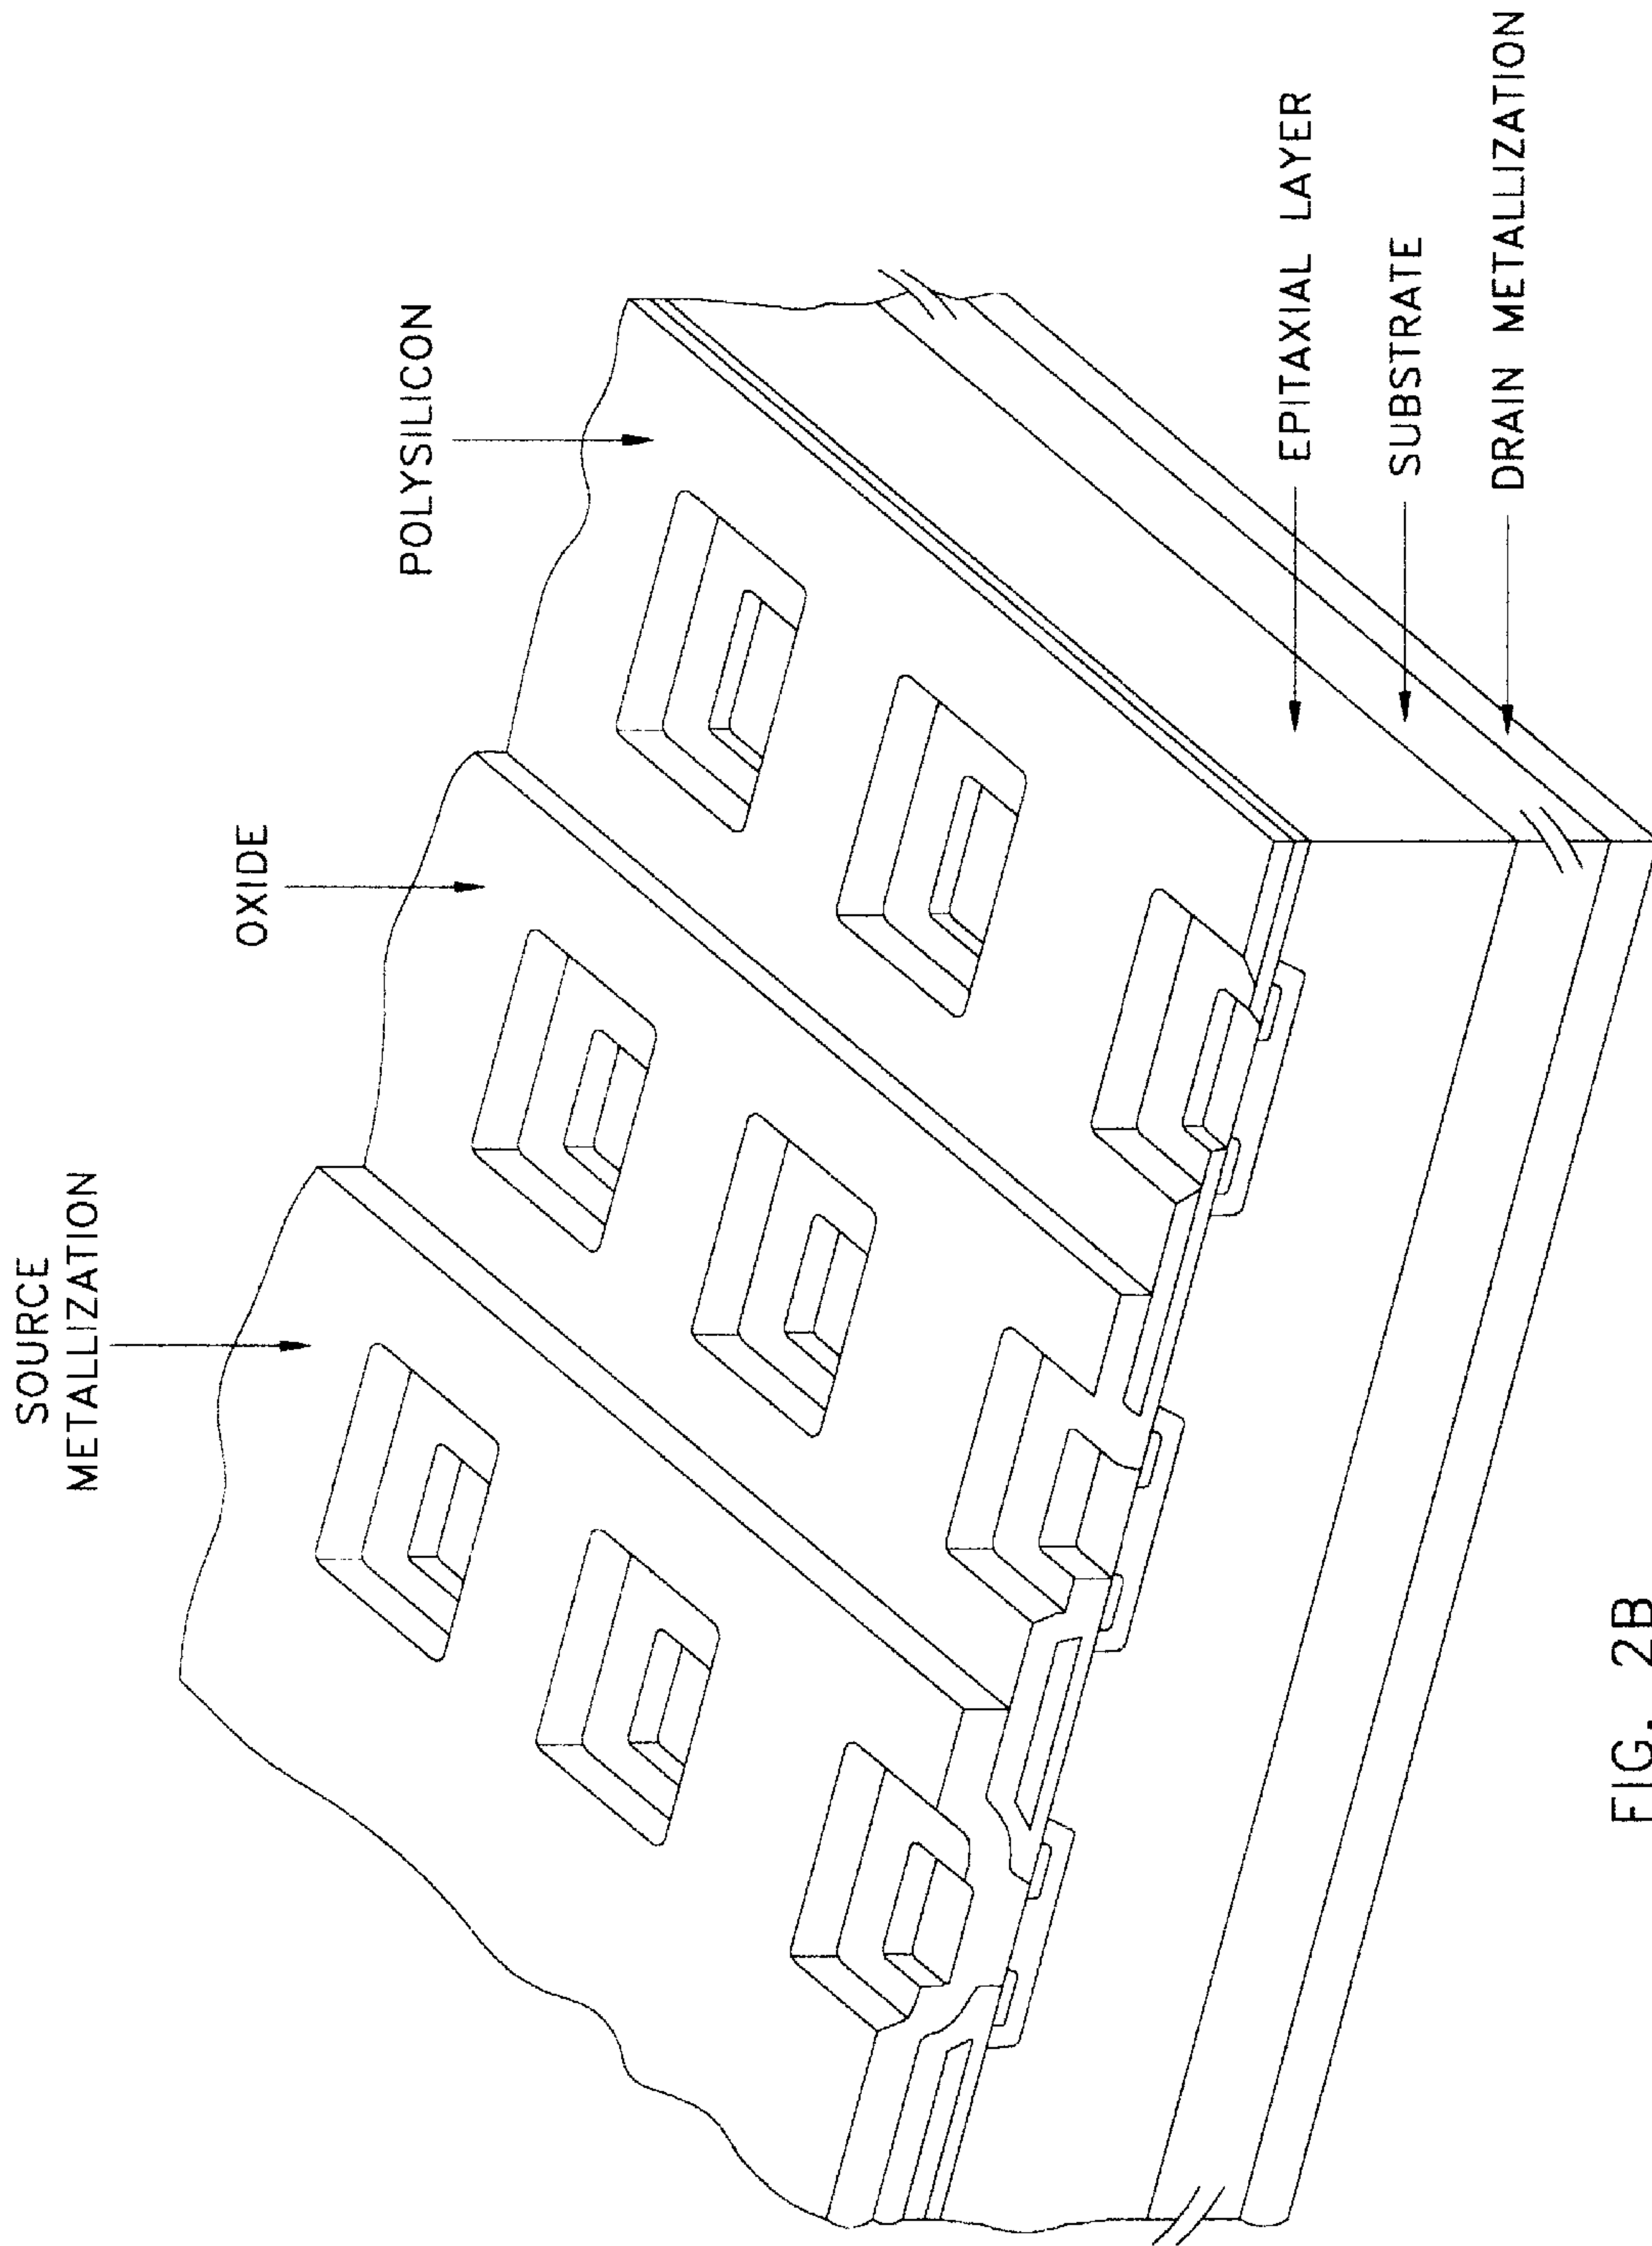 SOURCE
METALLIZATION
OXIDE
POLYSILICON
EPITAXIAL LAYER
SUBSTRATE
DRAIN METALLIZATION
FIG. 2B